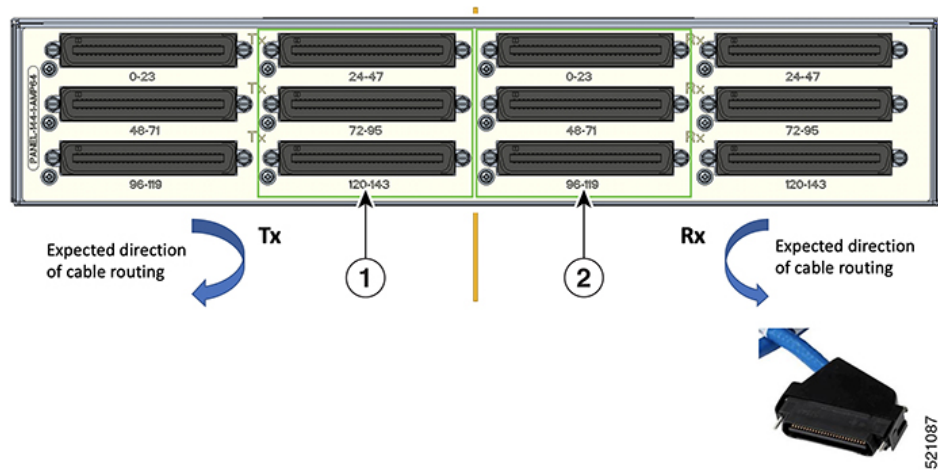 Tx
Rx
0-23
24-47
0-23
24-47
Tx
Rx
48-71
72-95
48-71
72-95
Tx
Rx
96-119
120-143
96-119
120-143
PANEL-144-1-AMP64
Expected direction
of cable routing
Tx
1
2
Rx
Expected direction
of cable routing
521087